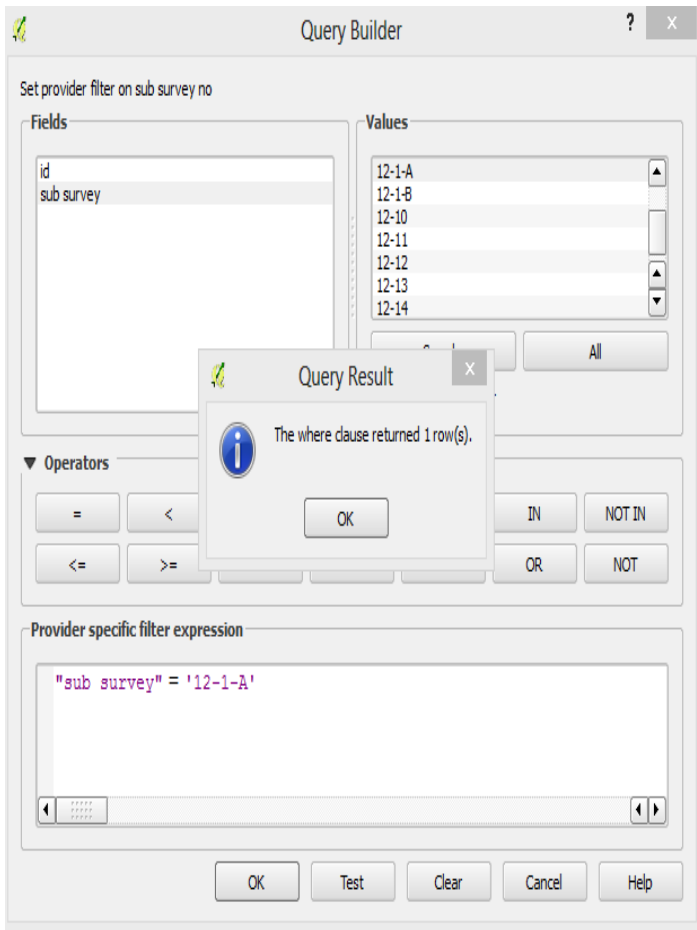 Query Builder
? x
Set provider filter on sub survey no
Fields
id
sub survey
Values
12-1-A
12-1-B
12-10
12-11
12-12
12-13
12-14
All
Query Result
x
The where clause returned 1 row(s).
OK
Operators
= < IN NOT IN
<= >= OR NOT
Provider specific filter expression
"sub survey" = '12-1-A'
OK Test Clear Cancel Help